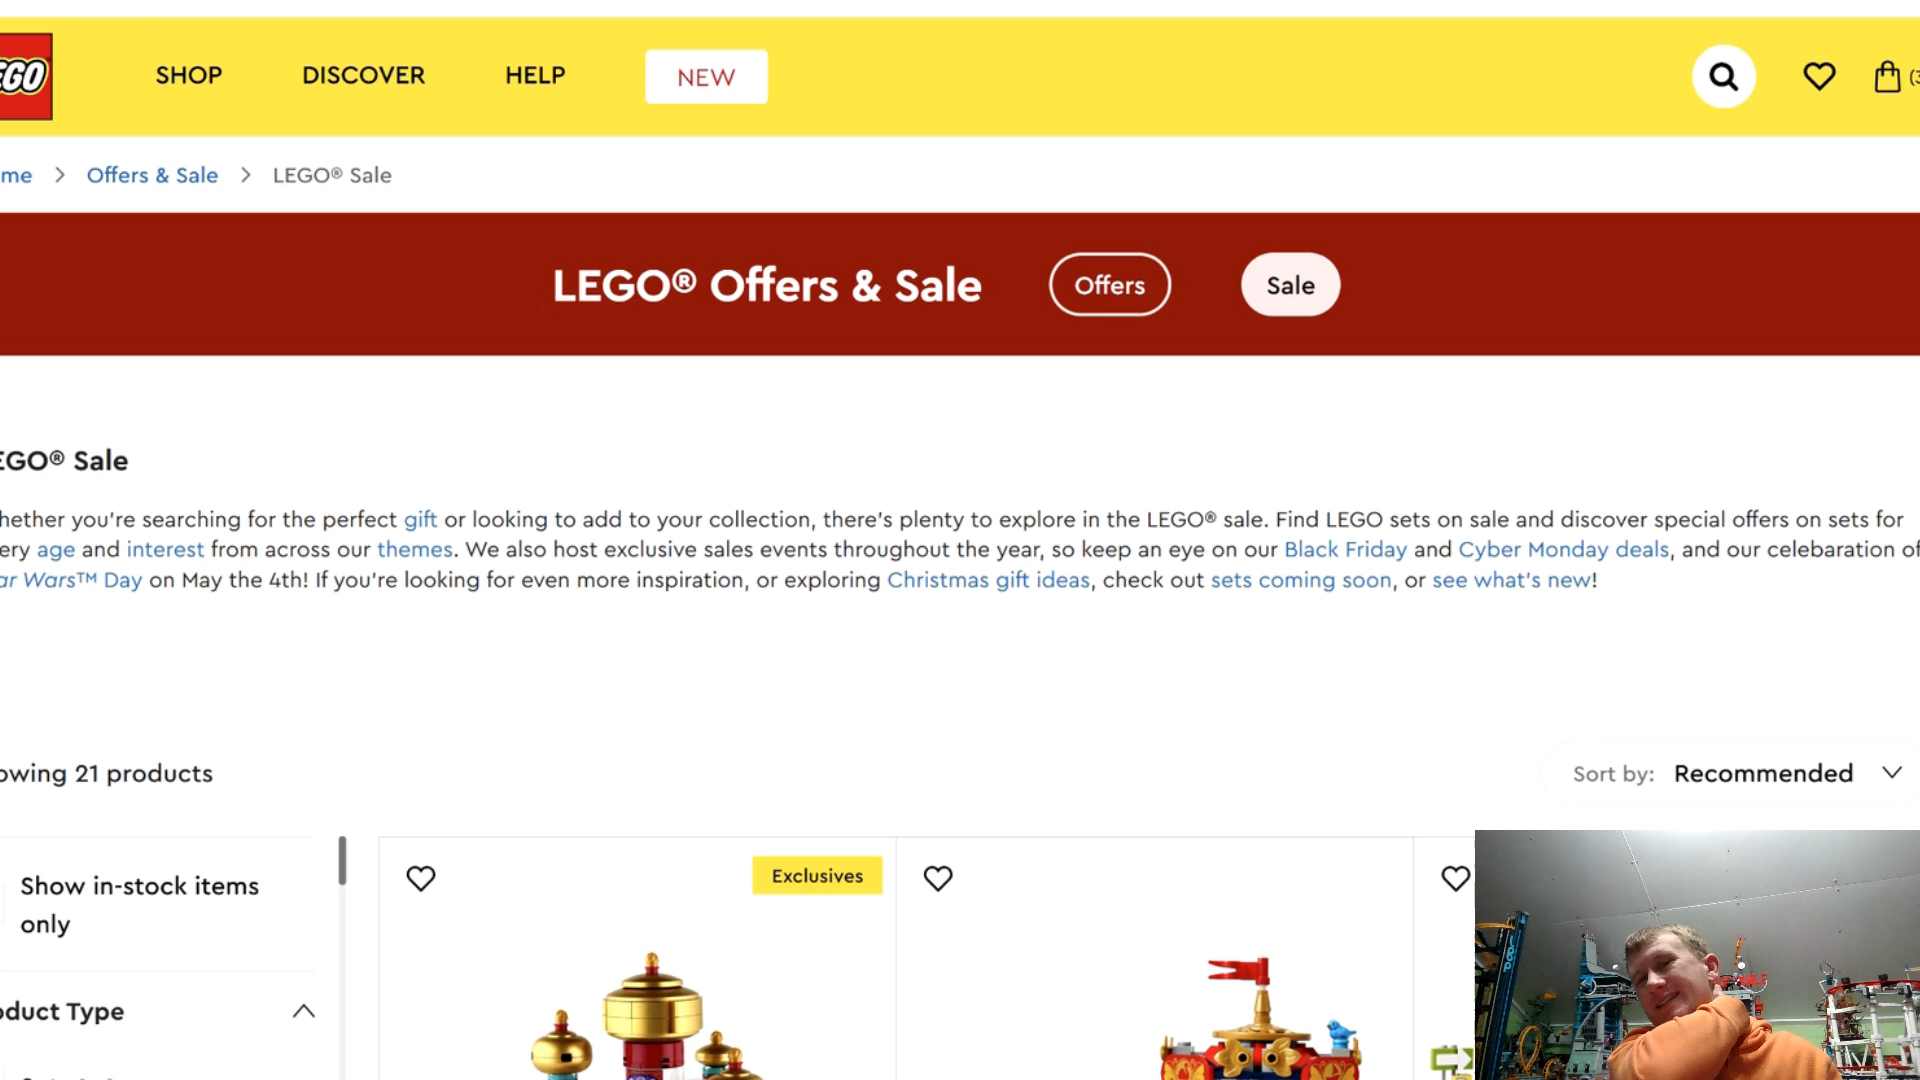 EGO
SHOP
DISCOVER
HELP
NEW
(3
me > Offers & Sale > LEGO® Sale
LEGO® Offers & Sale
Offers
Sale
EGO® Sale
hether you're searching for the perfect gift or looking to add to your collection, there's plenty to explore in the LEGO® sale. Find LEGO sets on sale and discover special offers on sets for
ery age and interest from across our themes. We also host exclusive sales events throughout the year, so keep an eye on our Black Friday and Cyber Monday deals, and our celebaration of
ar Wars™ Day on May the 4th! If you're looking for even more inspiration, or exploring Christmas gift ideas, check out sets coming soon, or see what's new!
owing 21 products
Sort by: Recommended
Show in-stock items
only
Exclusives
oduct Type